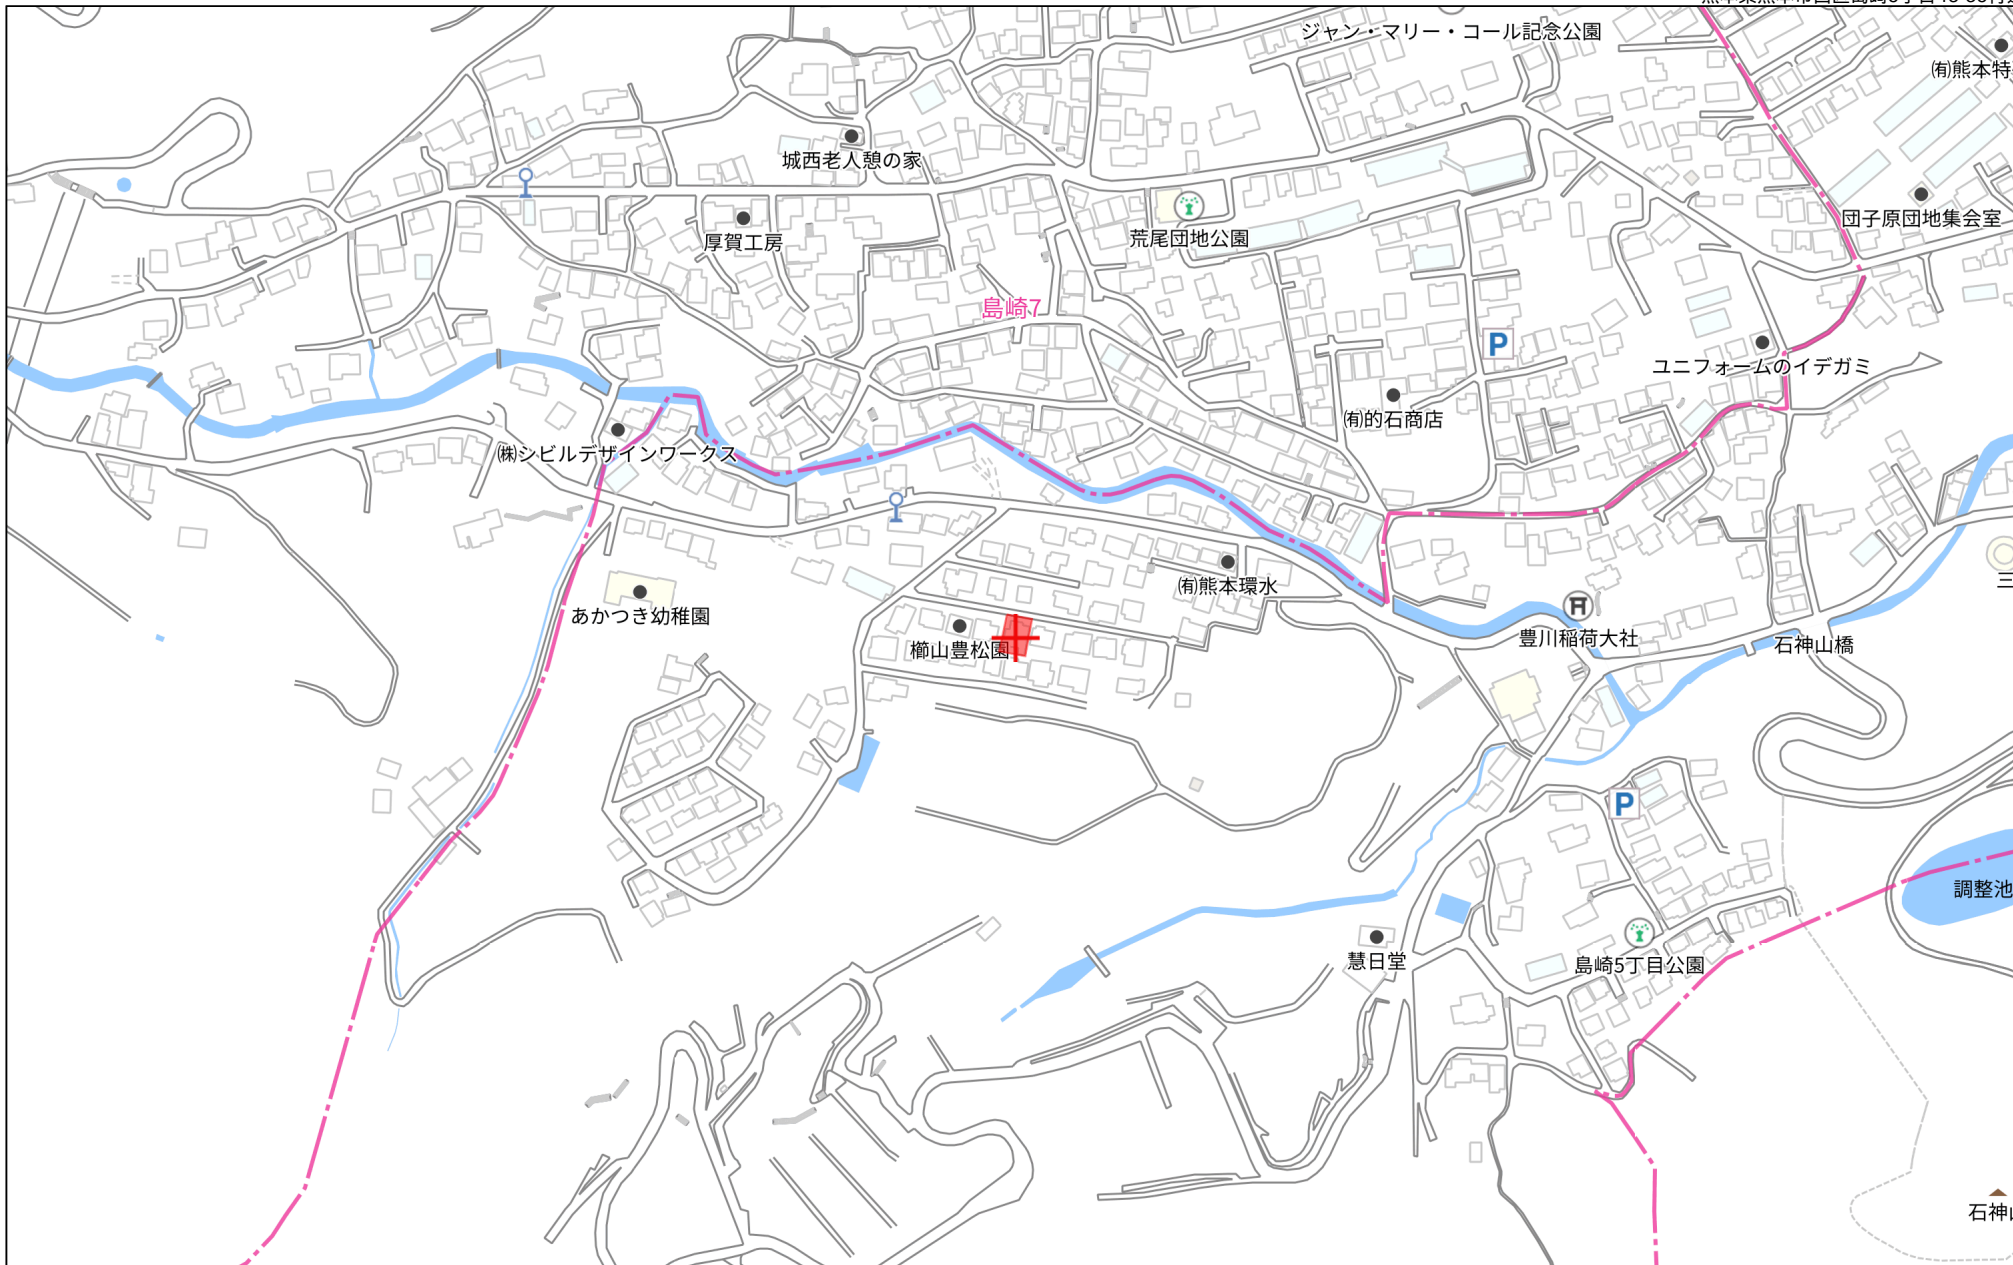 ジャン・マリー・コール記念公園
㈲熊本特
城西老人憩の家
団子原団地集会室
厚賀工房
荒尾団地公園
島崎7
P
ユニフォームのイデガミ
㈲的石商店
㈱シビルデザインワークス
㈲熊本環水
あかつき幼稚園
豊川稲荷大社
石神山橋
櫛山豊松園
三
P
調整池
慧日堂
島崎5丁目公園
石神山